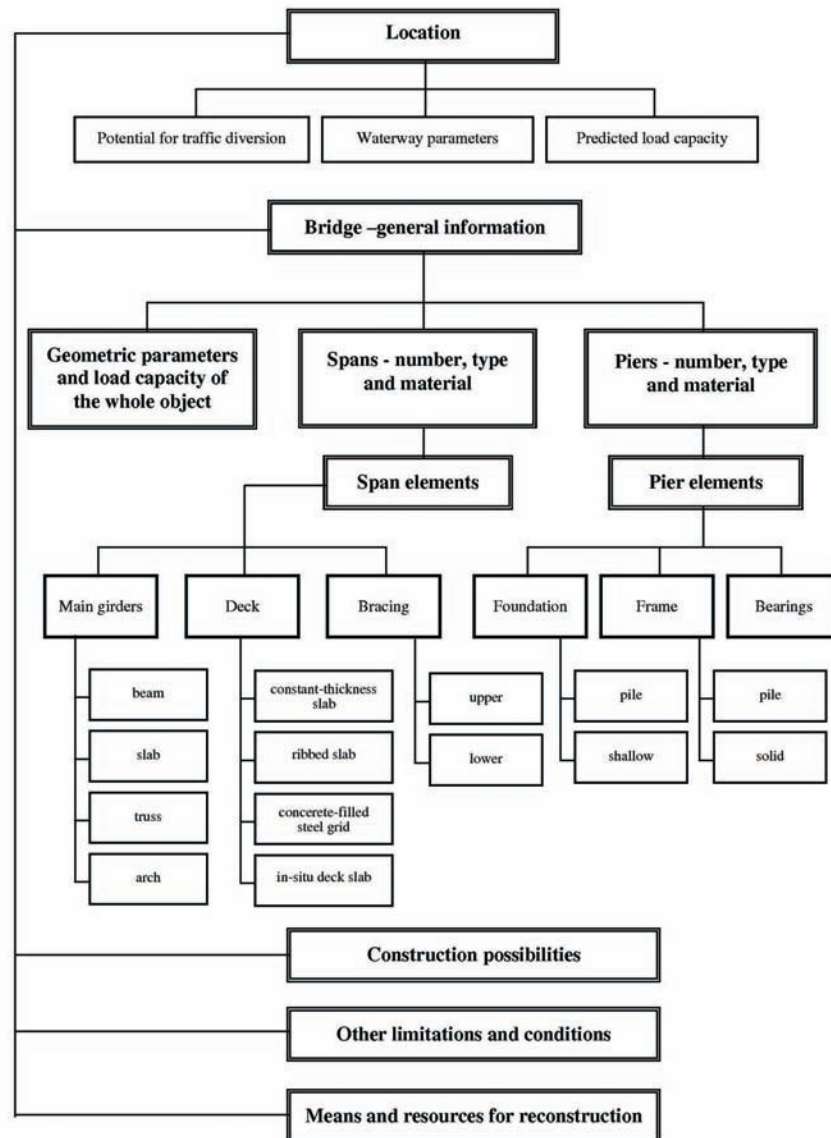 Location
Potential for traffic diversion
Waterway parameters
Predicted load capacity
Bridge –general information
Geometric parameters
and load capacity of
the whole object
Spans - number, type
and material
Piers - number, type
and material
Span elements
Pier elements
Main girders
Deck
Bracing
Foundation
Frame
Bearings
beam
slab
truss
arch
constant-thickness
slab
ribbed slab
concerete-filled
steel grid
in-situ deck slab
upper
lower
pile
shallow
pile
solid
Construction possibilities
Other limitations and conditions
Means and resources for reconstruction